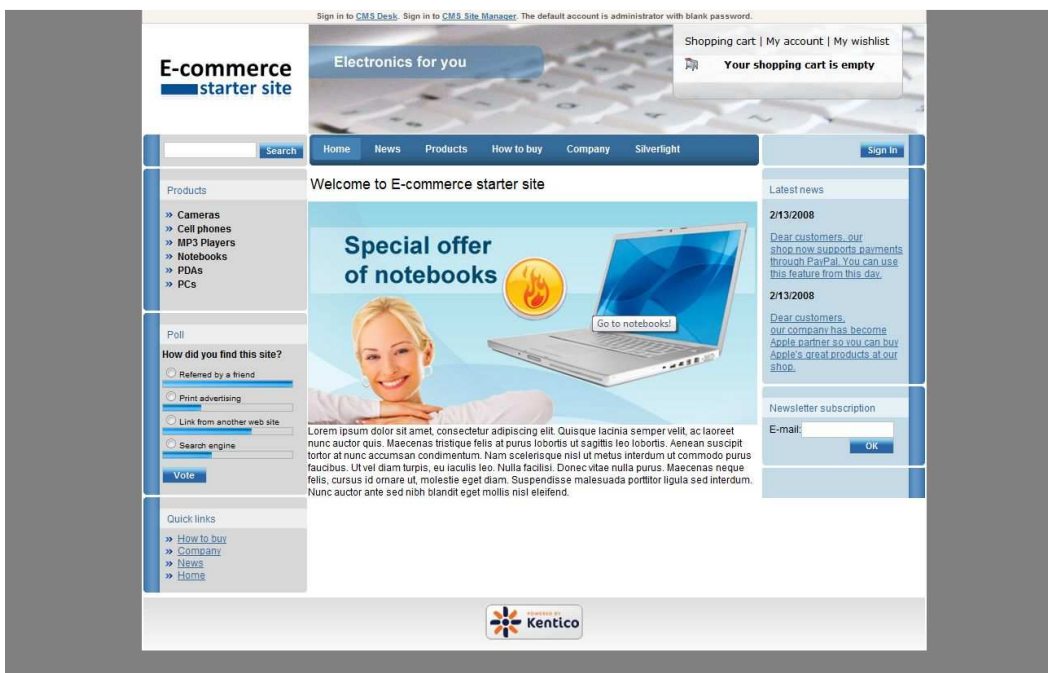 Sign in to CMS Desk. Sign in to CMS Site Manager. The default account is administrator with blank password.
E-commerce
starter site
Electronics for you
Shopping cart | My account | My wishlist
Your shopping cart is empty
Search
Home News Products How to buy Company Silverlight
Sign In
Products
» Cameras
» Cell phones
» MP3 Players
» Notebooks
» PDAs
» PCs
Poll
How did you find this site?
Referred by a friend
Print advertising
Link from another web site
Search engine
Vote
Quick links
» How to buy
» Company
» News
» Home
Welcome to E-commerce starter site
Special offer
of notebooks
Go to notebooks!
Lorem ipsum dolor sit amet, consectetur adipiscing elit. Quisque lacinia semper velit, ac laoreet
nunc auctor quis. Maecenas tristique felis at purus lobortis ut sagittis leo lobortis. Aenean suscipit
tortor at nunc accumsan condimentum. Nam scelerisque nisl ut metus interdum ut commodo purus
faucibus. Ut vel diam turpis, eu iaculis leo. Nulla facilisi. Donec vitae nulla purus. Maecenas neque
felis, cursus id ornare ut, molestie eget diam. Suspendisse malesuada porttitor ligula sed interdum.
Nunc auctor ante sed nibh blandit eget mollis nisl eleifend.
Latest news
2/13/2008
Dear customers, our
shop now supports payments
through PayPal. You can use
this feature from this day.
2/13/2008
Dear customers,
our company has become
Apple partner so you can buy
Apple's great products at our
shop.
Newsletter subscription
E-mail:
OK
POWERED BY
Kentico